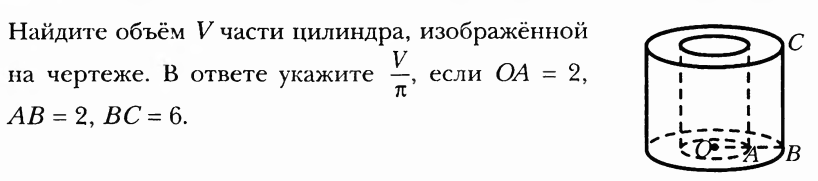 Найдите объём V части цилиндра, изображённой
на чертеже. В ответе укажите V/π, если OA = 2,
AB = 2, BC = 6.
C
O A B